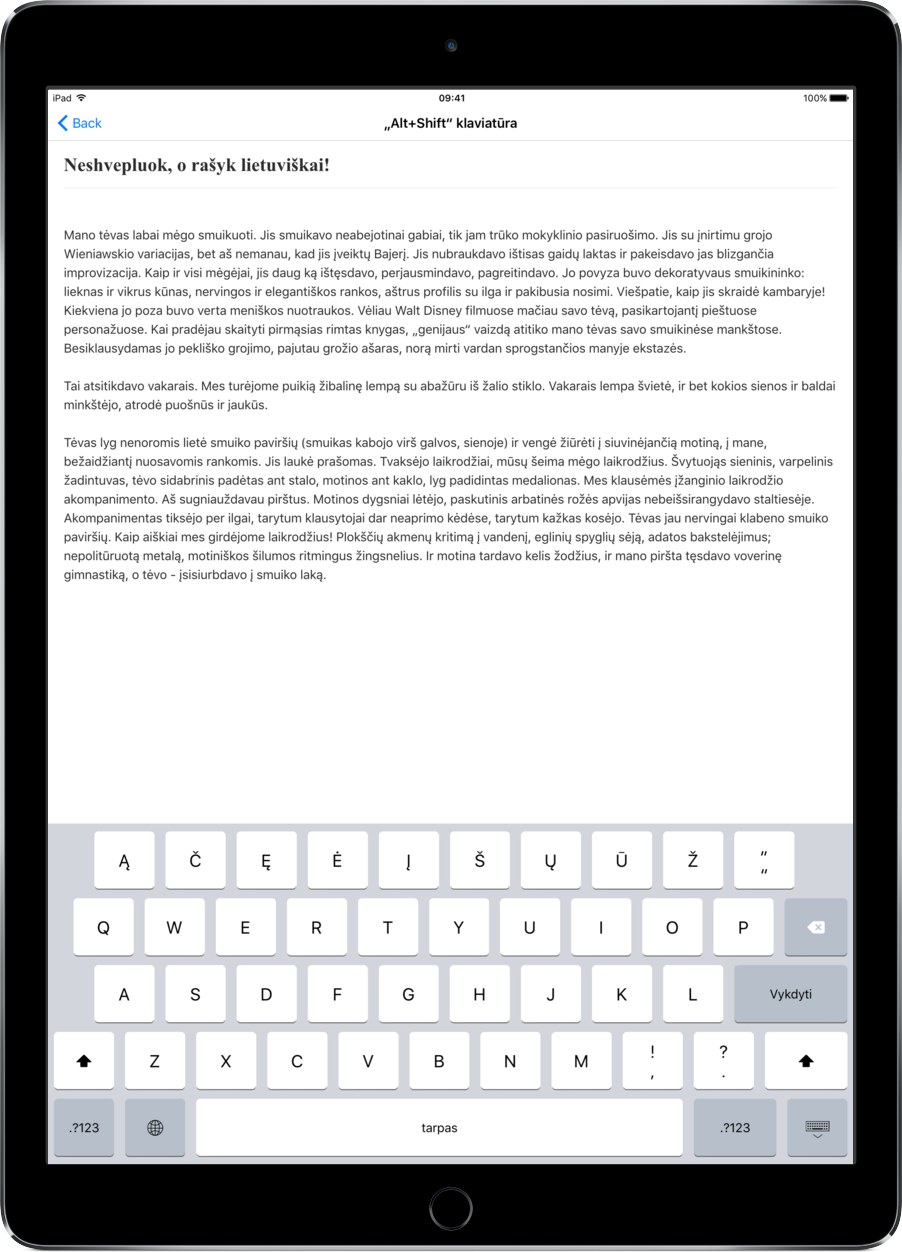 iPad 09:41 100%
Back „Alt+Shift“ klaviatūra
Neshvepluok, o rašyk lietuviškai!
Mano tėvas labai mėgo smuikuoti. Jis smuikavo neabejotinai gabiai, tik jam trūko mokyklinio pasiruošimo. Jis su įnirtimu grojo
Wieniawskio variacijas, bet aš nemanau, kad jis įveiktų Bajerį. Jis nubraukdavo ištisas gaidų laktas ir pakeisdavo jas blizgančia
improvizacija. Kaip ir visi mėgėjai, jis daug ką ištęsdavo, perjausmindavo, pagreitindavo. Jo povyza buvo dekoratyvaus smuikininko:
lieknas ir vikrus kūnas, nervingos ir elegantiškos rankos, aštrus profilis su ilga ir pakibusia nosimi. Viešpatie, kaip jis skraidė kambaryje!
Kiekviena jo poza buvo verta meniškos nuotraukos. Vėliau Walt Disney filmuose mačiau savo tėvą, pasikartojantį pieštuose
personažuose. Kai pradėjau skaityti pirmąsias rimtas knygas, „genijaus” vaizdą atitiko mano tėvas savo smuikinėse mankštose.
Besiklausydamas jo pekliško grojimo, pajutau grožio ašaras, norą mirti vardan sprogstančios manyje ekstazės.
Tai atsitikdavo vakarais. Mes turėjome puikią žibalinę lempą su abažūru iš žalio stiklo. Vakarais lempa švietė, ir bet kokios sienos ir baldai
minkštėjo, atrodė puošnūs ir jaukūs.
Tėvas lyg nenoromis lietė smuiko paviršių (smuikas kabojo virš galvos, sienoje) ir vengė žiūrėti į siuvinėjančią motiną, į mane,
bežaidžiantį nuosavomis rankomis. Jis laukė prašomas. Tvaksėjo laikrodžiai, mūsų šeima mėgo laikrodžius. Švytuojąs sieninis, varpelinis
žadintuvas, tėvo sidabrinis padėtas ant stalo, motinos ant kaklo, lyg padidintas medalionas. Mes klausėmės įžanginio laikrodžio
akompanimento. Aš sugniauždavau pirštus. Motinos dygsniai lėtėjo, paskutinis arbatinės rožės apvijas nebeišsirangydavo staltiesėje.
Akompanimentas tiksėjo per ilgai, tarytum klausytojai dar neaprimo kėdėse, tarytum kažkas kosėjo. Tėvas jau nervingai klabeno smuiko
paviršių. Kaip aiškiai mes girdėjome laikrodžius! Plokščių akmenų kritimą į vandenį, eglinių spyglių sėją, adatos bakstelėjimus;
nepolitūruotą metalą, motiniškos šilumos ritmingus žingsnelius. Ir motina tardavo kelis žodžius, ir mano piršta tęsdavo voverinę
gimnastiką, o tėvo - įsisiurbdavo į smuiko laką.
Ą Č Ę Ė Į Š Ų Ū Ž ” “
Q W E R T Y U I O P
A S D F G H J K L Vykdyti
Z X C V B N M ! , ? .
.?123 tarpas .?123